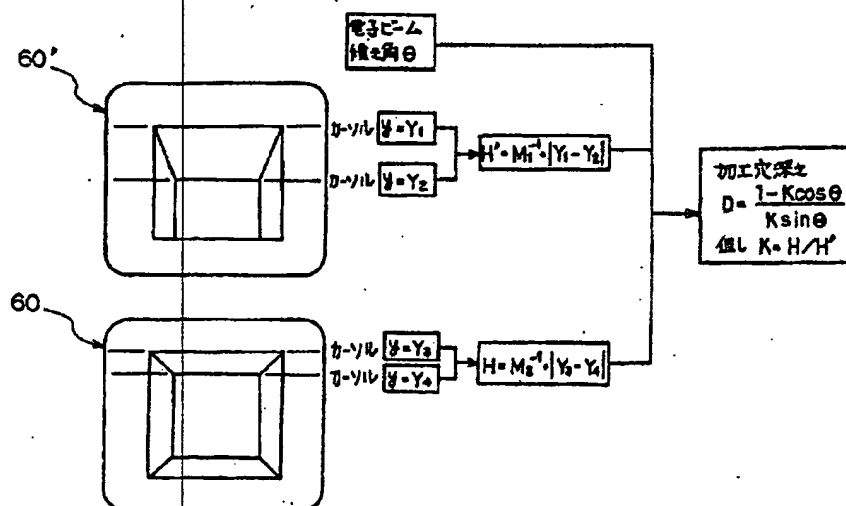 電子ビーム
傾き角θ
60'
カーソル y=Y₁
カーソル y=Y₂
H'=M₁⁻¹・|Y₁-Y₂|
加工穴深さ
D= 1-Kcosθ / Ksinθ
但し K=H/H'
60
カーソル y=Y₃
カーソル y=Y₄
H=M₂⁻¹・|Y₃-Y₄|